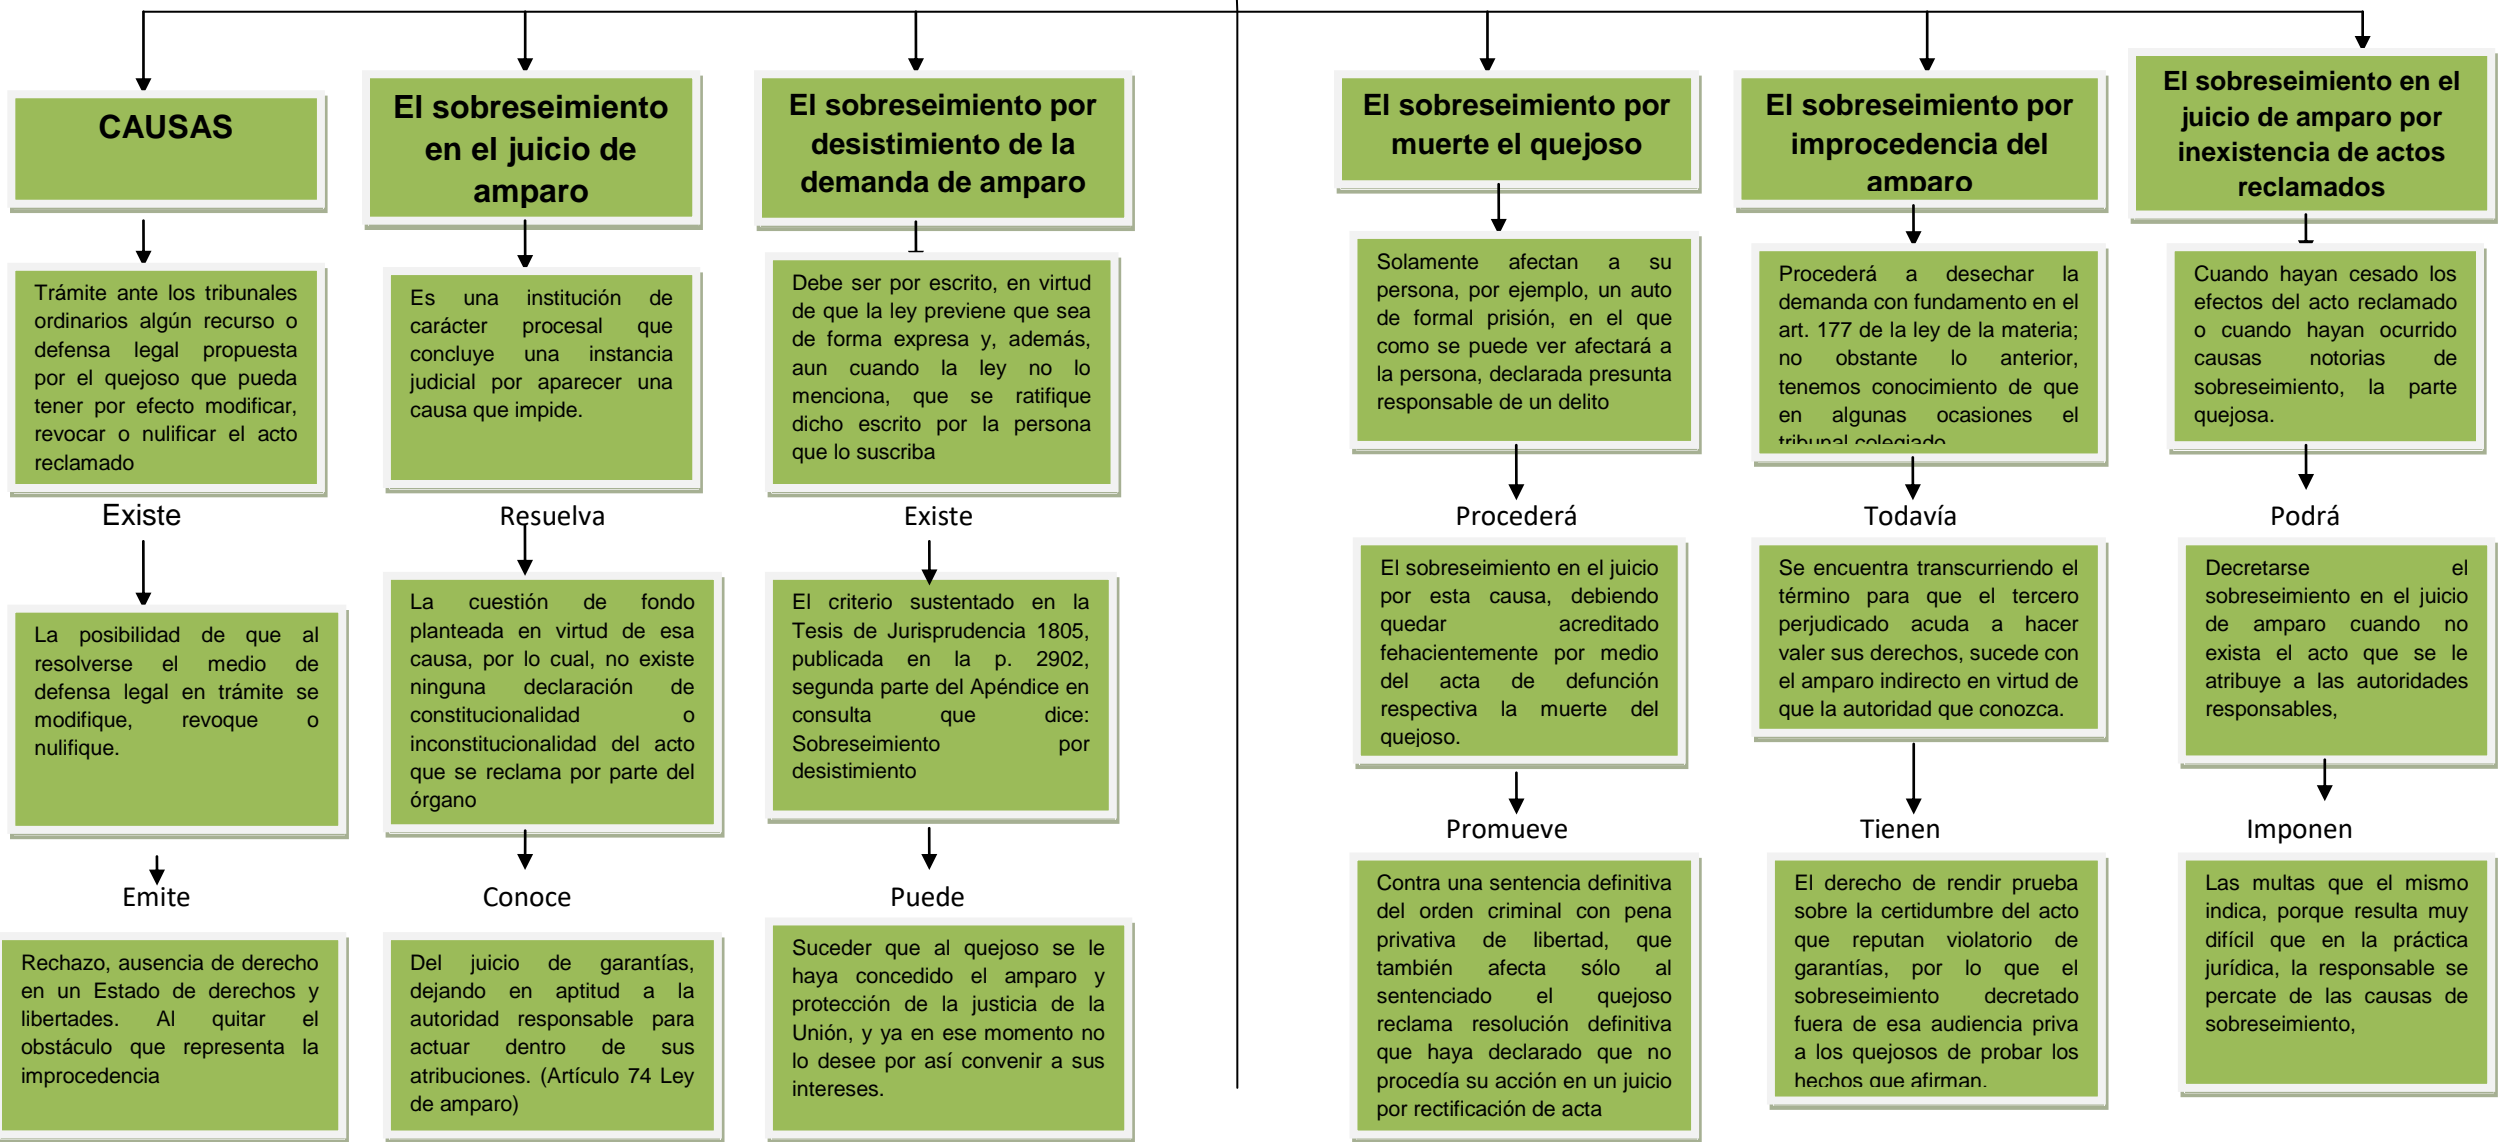 CAUSAS
Trámite ante los tribunales
ordinarios algún recurso o
defensa legal propuesta
por el quejoso que pueda
tener por efecto modificar,
revocar o nulificar el acto
reclamado
Existe
La posibilidad de que al
resolverse el medio de
defensa legal en trámite se
modifique, revoque o
nulifique.
Emite
Rechazo, ausencia de derecho
en un Estado de derechos y
libertades. Al quitar el
obstáculo que representa la
improcedencia
El sobreseimiento
en el juicio de
amparo
Es una institución de
carácter procesal que
concluye una instancia
judicial por aparecer una
causa que impide.
Resuelva
La cuestión de fondo
planteada en virtud de esa
causa, por lo cual, no existe
ninguna declaración de
constitucionalidad o
inconstitucionalidad del acto
que se reclama por parte del
órgano
Conoce
Del juicio de garantías,
dejando en aptitud a la
autoridad responsable para
actuar dentro de sus
atribuciones. (Artículo 74 Ley
de amparo)
El sobreseimiento por
desistimiento de la
demanda de amparo
Debe ser por escrito, en virtud
de que la ley previene que sea
de forma expresa y, además,
aun cuando la ley no lo
menciona, que se ratifique
dicho escrito por la persona
que lo suscriba
Existe
El criterio sustentado en la
Tesis de Jurisprudencia 1805,
publicada en la p. 2902,
segunda parte del Apéndice en
consulta que dice:
Sobreseimiento por
desistimiento
Puede
Suceder que al quejoso se le
haya concedido el amparo y
protección de la justicia de la
Unión, y ya en ese momento no
lo desee por así convenir a sus
intereses.
El sobreseimiento por
muerte el quejoso
Solamente afectan a su
persona, por ejemplo, un auto
de formal prisión, en el que
como se puede ver afectará a
la persona, declarada presunta
responsable de un delito
Procederá
El sobreseimiento en el juicio
por esta causa, debiendo
quedar acreditado
fehacientemente por medio
del acta de defunción
respectiva la muerte del
quejoso.
Promueve
Contra una sentencia definitiva
del orden criminal con pena
privativa de libertad, que
también afecta sólo al
sentenciado el quejoso
reclama resolución definitiva
que haya declarado que no
procedía su acción en un juicio
por rectificación de acta
El sobreseimiento por
improcedencia del
amparo
Procederá a desechar la
demanda con fundamento en el
art. 177 de la ley de la materia;
no obstante lo anterior,
tenemos conocimiento de que
en algunas ocasiones el
tribunal colegiado
Todavía
Se encuentra transcurriendo el
término para que el tercero
perjudicado acuda a hacer
valer sus derechos, sucede con
el amparo indirecto en virtud de
que la autoridad que conozca.
Tienen
El derecho de rendir prueba
sobre la certidumbre del acto
que reputan violatorio de
garantías, por lo que el
sobreseimiento decretado
fuera de esa audiencia priva
a los quejosos de probar los
hechos que afirman.
El sobreseimiento en el
juicio de amparo por
inexistencia de actos
reclamados
Cuando hayan cesado los
efectos del acto reclamado
o cuando hayan ocurrido
causas notorias de
sobreseimiento, la parte
quejosa.
Podrá
Decretarse el
sobreseimiento en el juicio
de amparo cuando no
exista el acto que se le
atribuye a las autoridades
responsables,
Imponen
Las multas que el mismo
indica, porque resulta muy
difícil que en la práctica
jurídica, la responsable se
percate de las causas de
sobreseimiento,